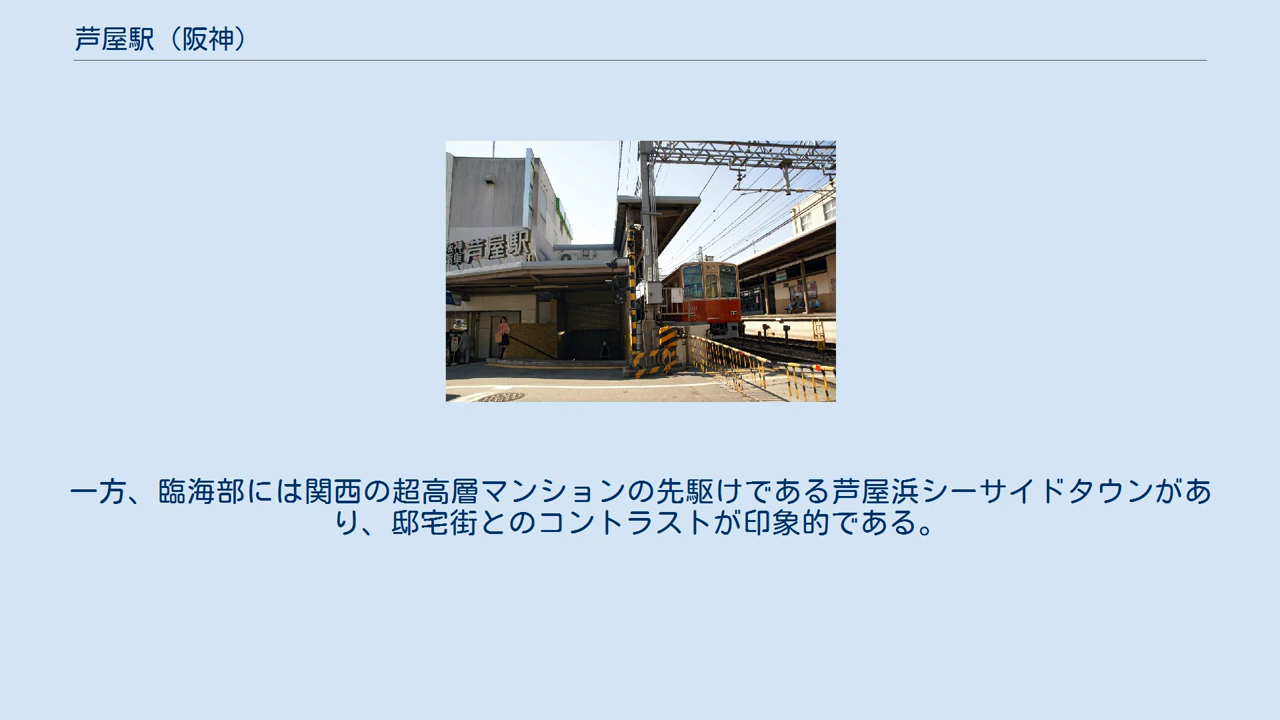 芦屋駅（阪神）
芦屋駅
一方、臨海部には関西の超高層マンションの先駆けである芦屋浜シーサイドタウンがあ
り、邸宅街とのコントラストが印象的である。